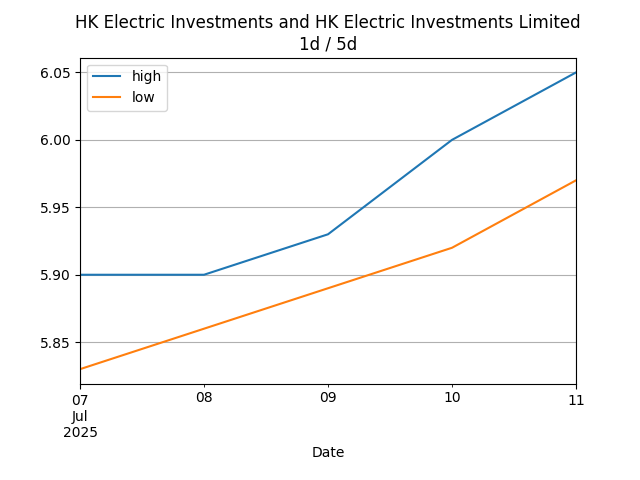 HK Electric Investments and HK Electric Investments Limited
1d / 5d
high
low
6.05
6.00
5.95
5.90
5.85
07 08 09 10 11
Jul
2025
Date